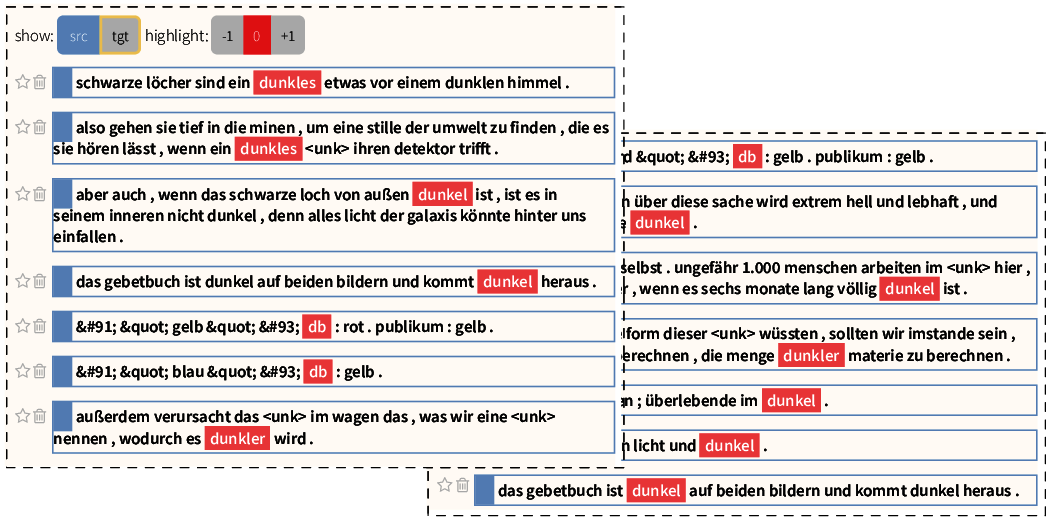 show: src tgt highlight: -1 0 +1
schwarze löcher sind ein dunkles etwas vor einem dunklen himmel .
also gehen sie tief in die minen , um eine stille der umwelt zu finden , die es
sie hören lässt , wenn ein dunkles <unk> ihren detektor trifft .
aber auch , wenn das schwarze loch von außen dunkel ist , ist es in
seinem inneren nicht dunkel , denn alles licht der galaxis könnte hinter uns
einfallen .
das gebetbuch ist dunkel auf beiden bildern und kommt dunkel heraus .
&#91; &quot; gelb &quot; &#93; db : rot . publikum : gelb .
&#91; &quot; blau &quot; &#93; db : gelb .
außerdem verursacht das <unk> im wagen das , was wir eine <unk>
nennen , wodurch es dunkler wird .
&quot; &#93; db : gelb . publikum : gelb .
über diese sache wird extrem hell und lebhaft , und
dunkel .
selbst . ungefähr 1.000 menschen arbeiten im <unk> hier ,
, wenn es sechs monate lang völlig dunkel ist .
dieser <unk> wüssten , sollten wir imstande sein ,
, die menge dunkler materie zu berechnen .
; überlebende im dunkel .
licht und dunkel .
das gebetbuch ist dunkel auf beiden bildern und kommt dunkel heraus .